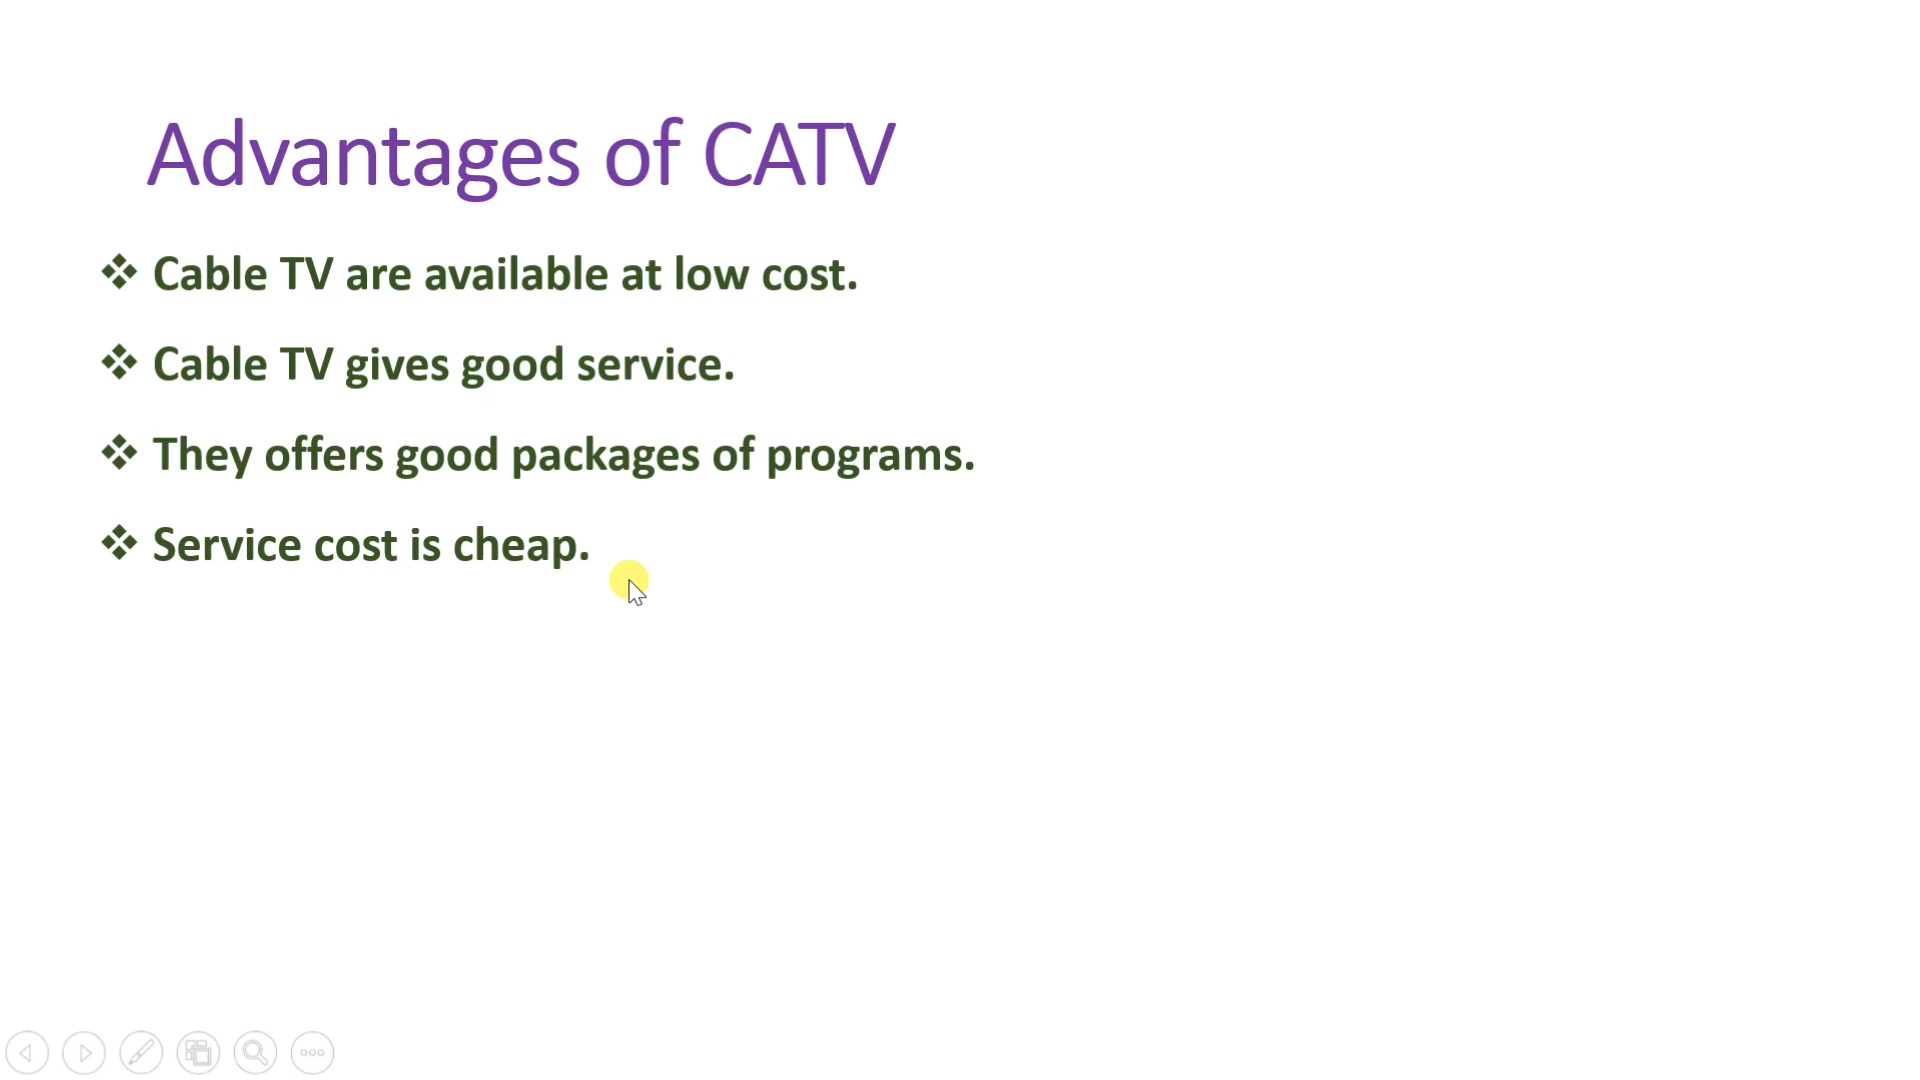 Advantages of CATV
❖ Cable TV are available at low cost.
❖ Cable TV gives good service.
❖ They offers good packages of programs.
❖ Service cost is cheap.